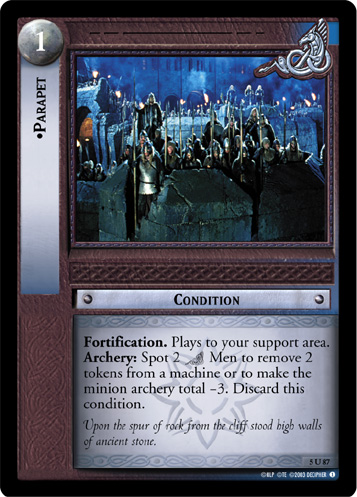 1
•PARAPET
CONDITION
Fortification. Plays to your support area.
Archery: Spot 2 Men to remove 2
tokens from a machine or to make the
minion archery total –3. Discard this
condition.
Upon the spur of rock from the cliff stood high walls
of ancient stone.
5 U 87
©NLP ©TE ©2003 DECIPHER